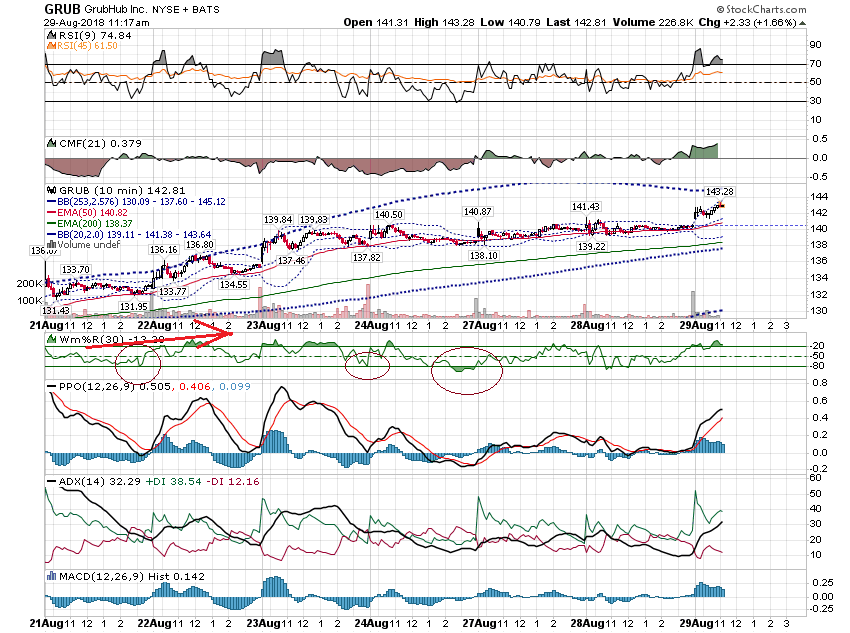 GRUB GrubHub Inc. NYSE + BATS
© StockCharts.com
29-Aug-2018 11:17am
Open 141.31 High 143.28 Low 140.79 Last 142.81 Volume 226.8K Chg +2.33 (+1.66%)
RSI(9) 74.84
RSI(45) 61.50
90
70
50
30
10
CMF(21) 0.379
0.5
0.0
-0.5
GRUB (10 min) 142.81
BB(253,2.576) 130.09 - 137.60 - 145.12
EMA(50) 140.82
EMA(200) 138.37
BB(20,2.0) 139.11 - 141.38 - 143.64
Volume undef
133.70
131.43
131.95
136.16
133.77
136.80
134.55
139.84
137.46
139.83
137.82
140.50
140.87
138.10
141.43
139.22
143.28
144
142
140
138
136
134
132
130
200K
100K
21Aug 11 12 1 2 22Aug 11 12 1 2 23Aug 11 12 1 2 24Aug 11 12 1 2 27Aug 11 12 1 2 28Aug 11 12 1 2 29Aug 11 12 1 2 3
Wm%R(30) -13.20
-20
-50
-80
PPO(12,26,9) 0.505, 0.406, 0.099
0.8
0.6
0.4
0.2
0.0
-0.2
ADX(14) 32.29 +DI 38.54 -DI 12.16
60
50
40
30
20
10
MACD(12,26,9) Hist 0.142
0.25
0.00
-0.25
21Aug 11 12 1 2 22Aug 11 12 1 2 23Aug 11 12 1 2 24Aug 11 12 1 2 27Aug 11 12 1 2 28Aug 11 12 1 2 29Aug 11 12 1 2 3